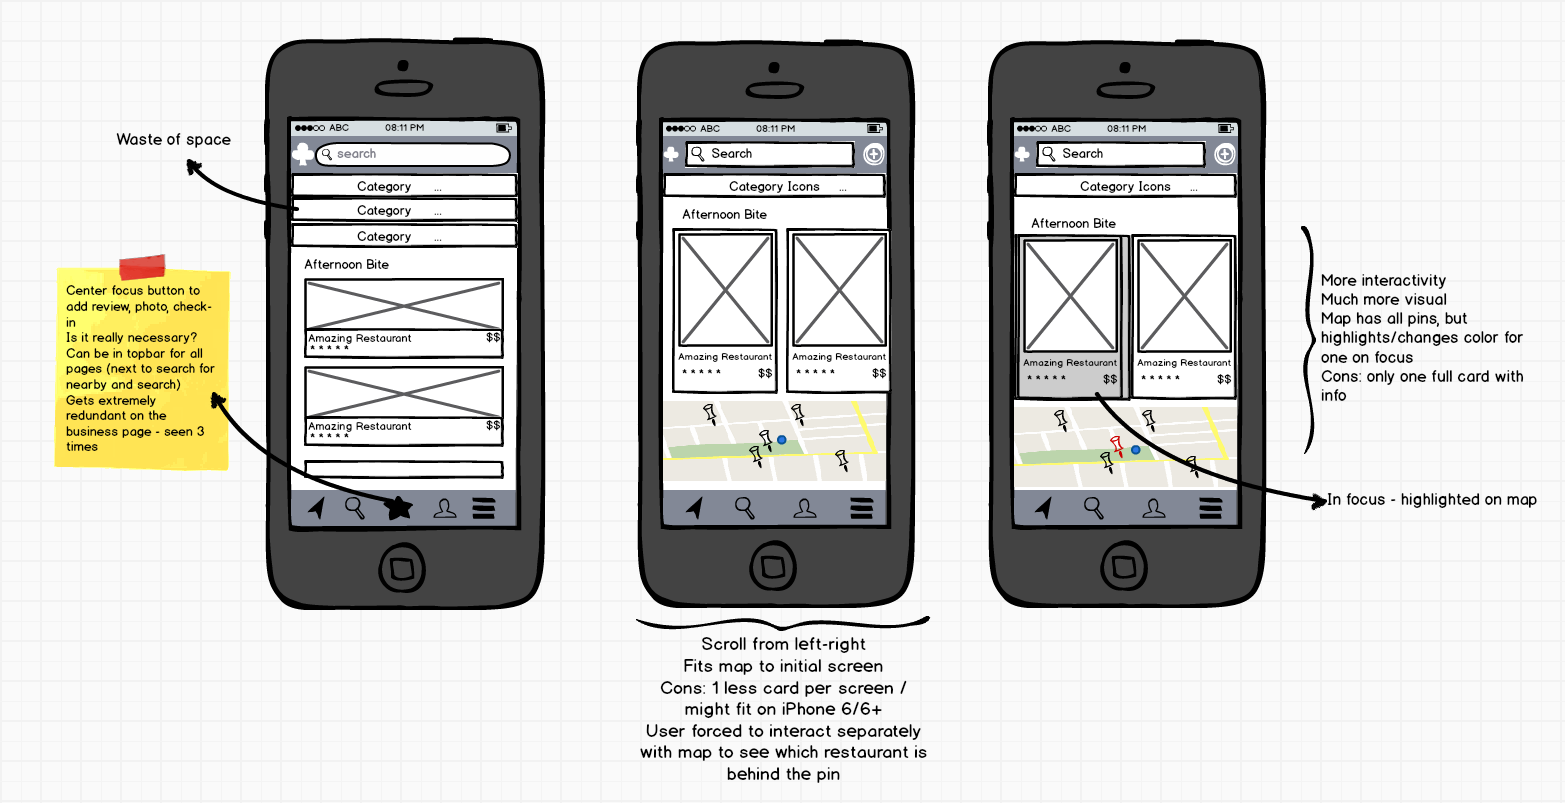 Waste of space
Center focus button to
add review, photo, check-
in
Is it really necessary?
Can be in topbar for all
pages (next to search for
nearby and search)
Gets extremely
redundant on the
business page - seen 3
times
ABC 08:11 PM
search
Category ...
Category ...
Category ...
Afternoon Bite
Amazing Restaurant $$
* * * * *
Amazing Restaurant $$
* * * * *
ABC 08:11 PM
Search
Category Icons ...
Afternoon Bite
Amazing Restaurant Amazing Restaurant
* * * * * $$ * * * * * $$
Scroll from left-right
Fits map to initial screen
Cons: 1 less card per screen /
might fit on iPhone 6/6+
User forced to interact separately
with map to see which restaurant is
behind the pin
ABC 08:11 PM
Search
Category Icons ...
Afternoon Bite
Amazing Restaurant Amazing Restaurant
* * * * * $$ * * * * * $$
More interactivity
Much more visual
Map has all pins, but
highlights/changes color for
one on focus
Cons: only one full card with
info
In focus - highlighted on map